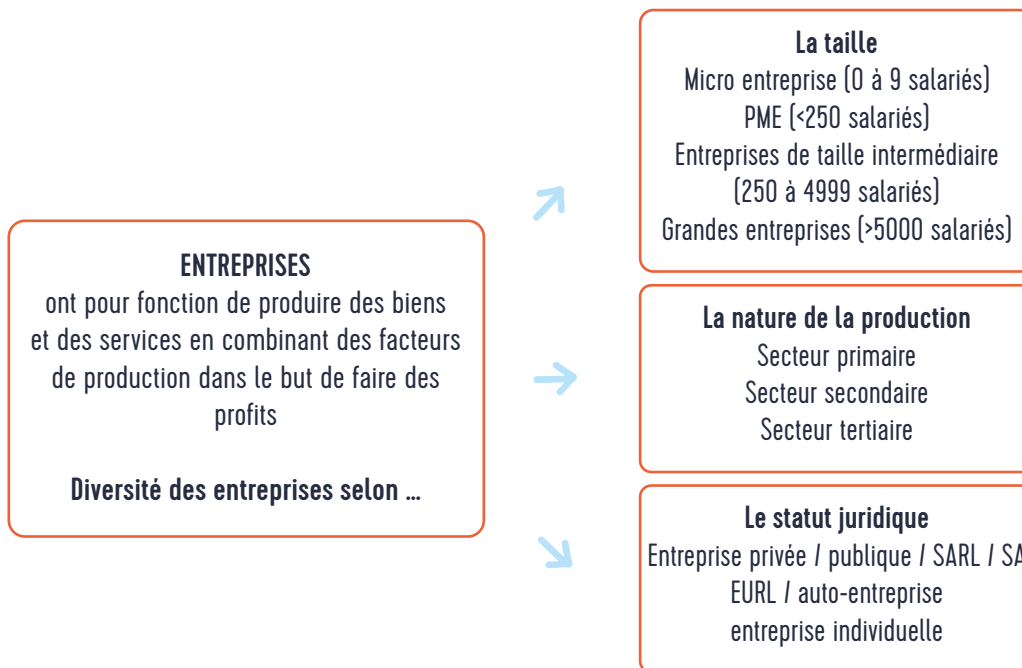 ENTREPRISES
ont pour fonction de produire des biens
et des services en combinant des facteurs
de production dans le but de faire des
profits
Diversité des entreprises selon ...
La taille
Micro entreprise (0 à 9 salariés)
PME (<250 salariés)
Entreprises de taille intermédiaire
(250 à 4999 salariés)
Grandes entreprises (>5000 salariés)
La nature de la production
Secteur primaire
Secteur secondaire
Secteur tertiaire
Le statut juridique
Entreprise privée / publique / SARL / SA
EURL / auto-entreprise
entreprise individuelle